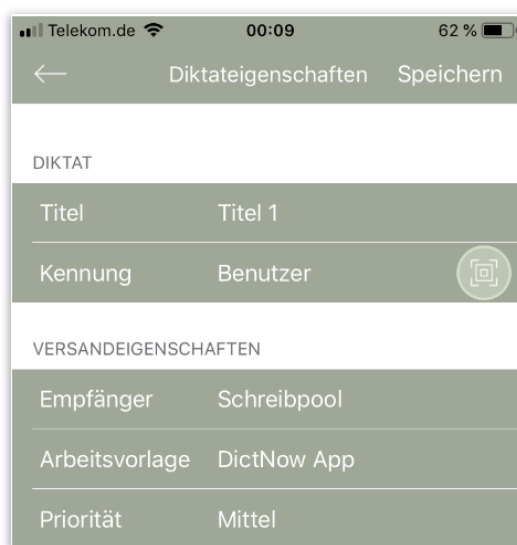 Telekom.de 00:09 62 %
Diktateigenschaften Speichern
DIKTAT
Titel Titel 1
Kennung Benutzer
VERSANDEIGENSCHAFTEN
Empfänger Schreibpool
Arbeitsvorlage DictNow App
Priorität Mittel